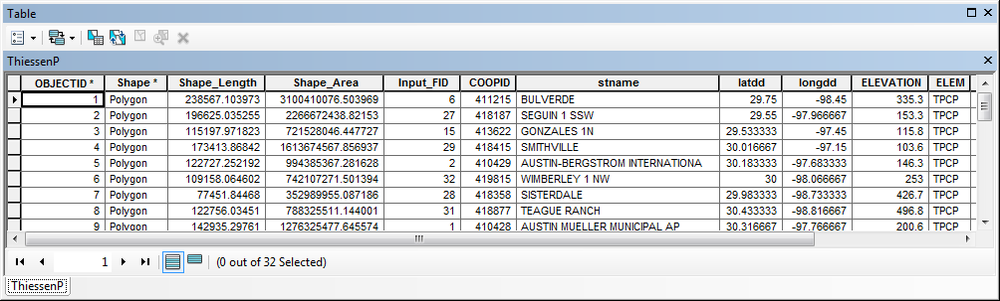 Table
ThiessenP
OBJECTID * Shape * Shape_Length Shape_Area Input_FID COOPID stname latdd longdd ELEVATION ELEM
1 Polygon 238567.103973 3100410076.503969 6 411215 BULVERDE 29.75 -98.45 335.3 TPCP
2 Polygon 196625.035255 2266672438.82153 27 418187 SEGUIN 1 SSW 29.55 -97.966667 153.3 TPCP
3 Polygon 115197.971823 721528046.447727 15 413622 GONZALES 1N 29.533333 -97.45 115.8 TPCP
4 Polygon 173413.86842 1613674567.856937 29 418415 SMITHVILLE 30.016667 -97.15 103.6 TPCP
5 Polygon 122727.252192 994385367.281628 2 410429 AUSTIN-BERGSTROM INTERNATIONA 30.183333 -97.683333 146.3 TPCP
6 Polygon 109158.064602 742107271.501394 32 419815 WIMBERLEY 1 NW 30 -98.066667 253 TPCP
7 Polygon 77451.84468 352989955.087186 28 418358 SISTERDALE 29.983333 -98.733333 426.7 TPCP
8 Polygon 122756.03451 788325511.144001 31 418877 TEAGUE RANCH 30.433333 -98.816667 496.8 TPCP
9 Polygon 142935.29761 1276325477.645574 1 410428 AUSTIN MUELLER MUNICIPAL AP 30.316667 -97.766667 200.6 TPCP
1 (0 out of 32 Selected)
ThiessenP